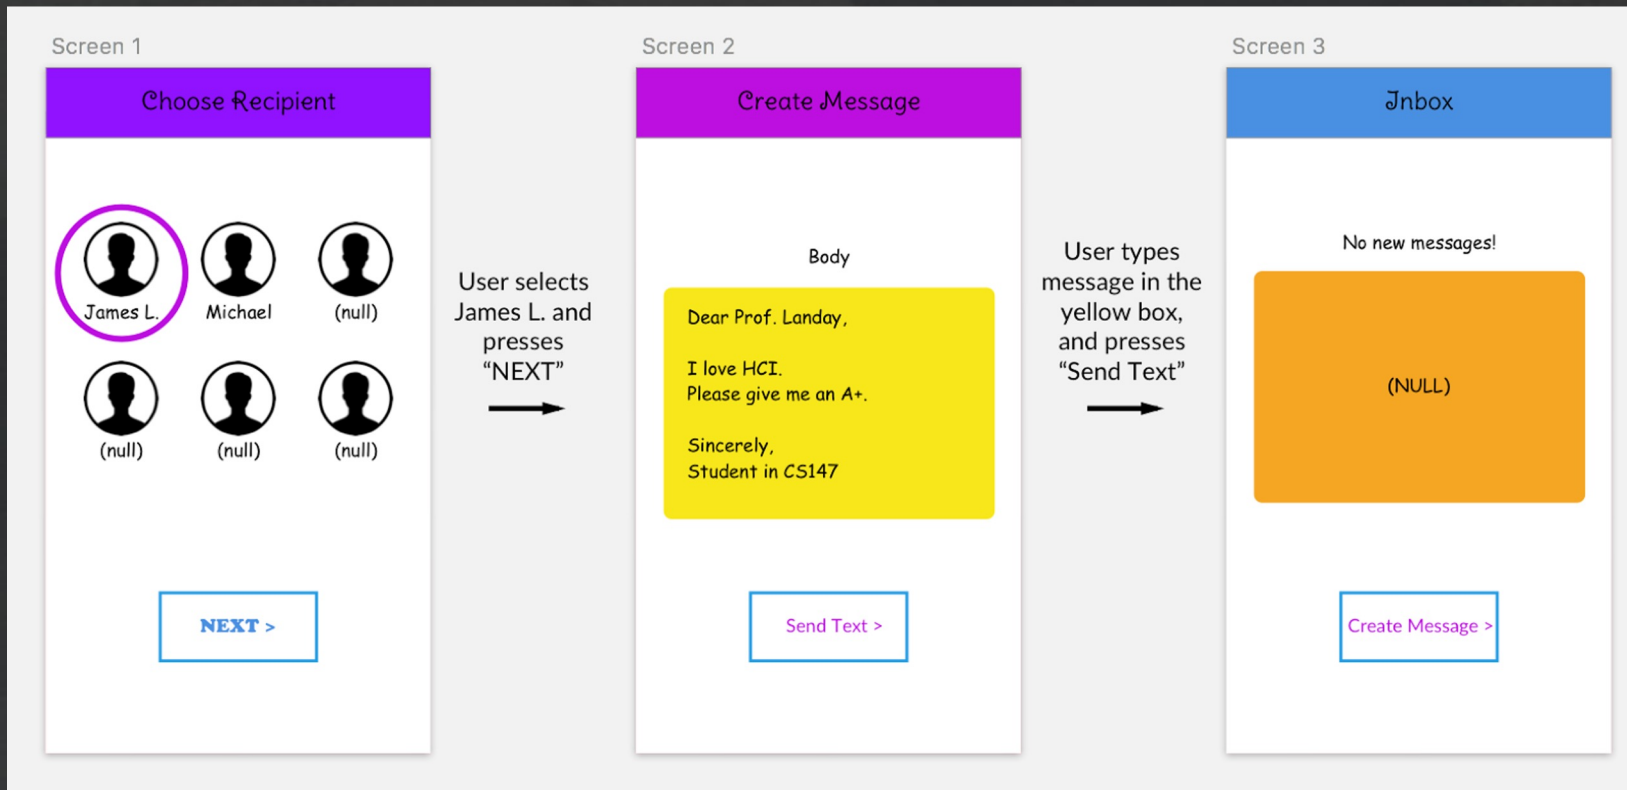 Screen 1
Choose Recipient
James L.
Michael
(null)
(null)
(null)
(null)
NEXT >
User selects
James L. and
presses
“NEXT”
Screen 2
Create Message
Body
Dear Prof. Landay,
I love HCI.
Please give me an A+.
Sincerely,
Student in CS147
Send Text >
User types
message in the
yellow box,
and presses
“Send Text”
Screen 3
Inbox
No new messages!
(NULL)
Create Message >